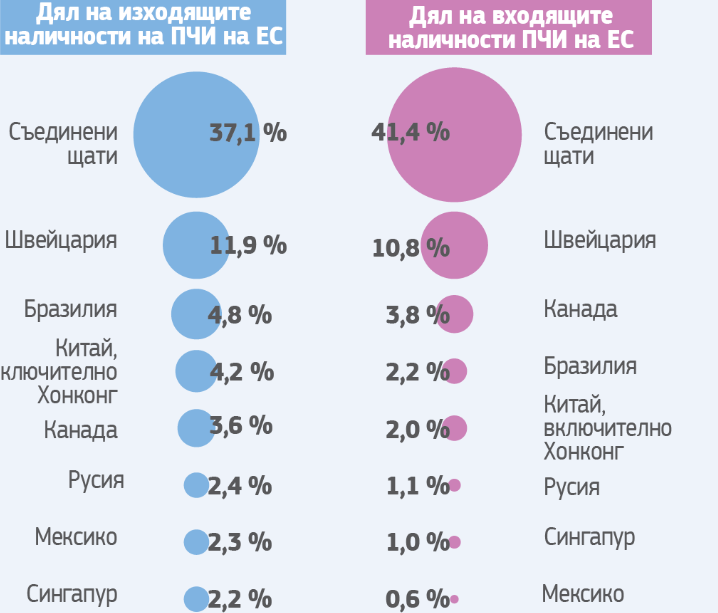 Дял на изходящите
наличности на ПЧИ на ЕС
Съединени
щати
37,1 %
Швейцария
11,9 %
Бразилия
4,8 %
Китай,
ключително
Хонконг
4,2 %
Канада
3,6 %
Русия
2,4 %
Мексико
2,3 %
Сингапур
2,2 %
Дял на входящите
наличности ПЧИ на ЕС
41,4 %
Съединени
щати
10,8 %
Швейцария
3,8 %
Канада
2,2 %
Бразилия
2,0 %
Китай,
включително
Хонконг
1,1 %
Русия
1,0 %
Сингапур
0,6 %
Мексико